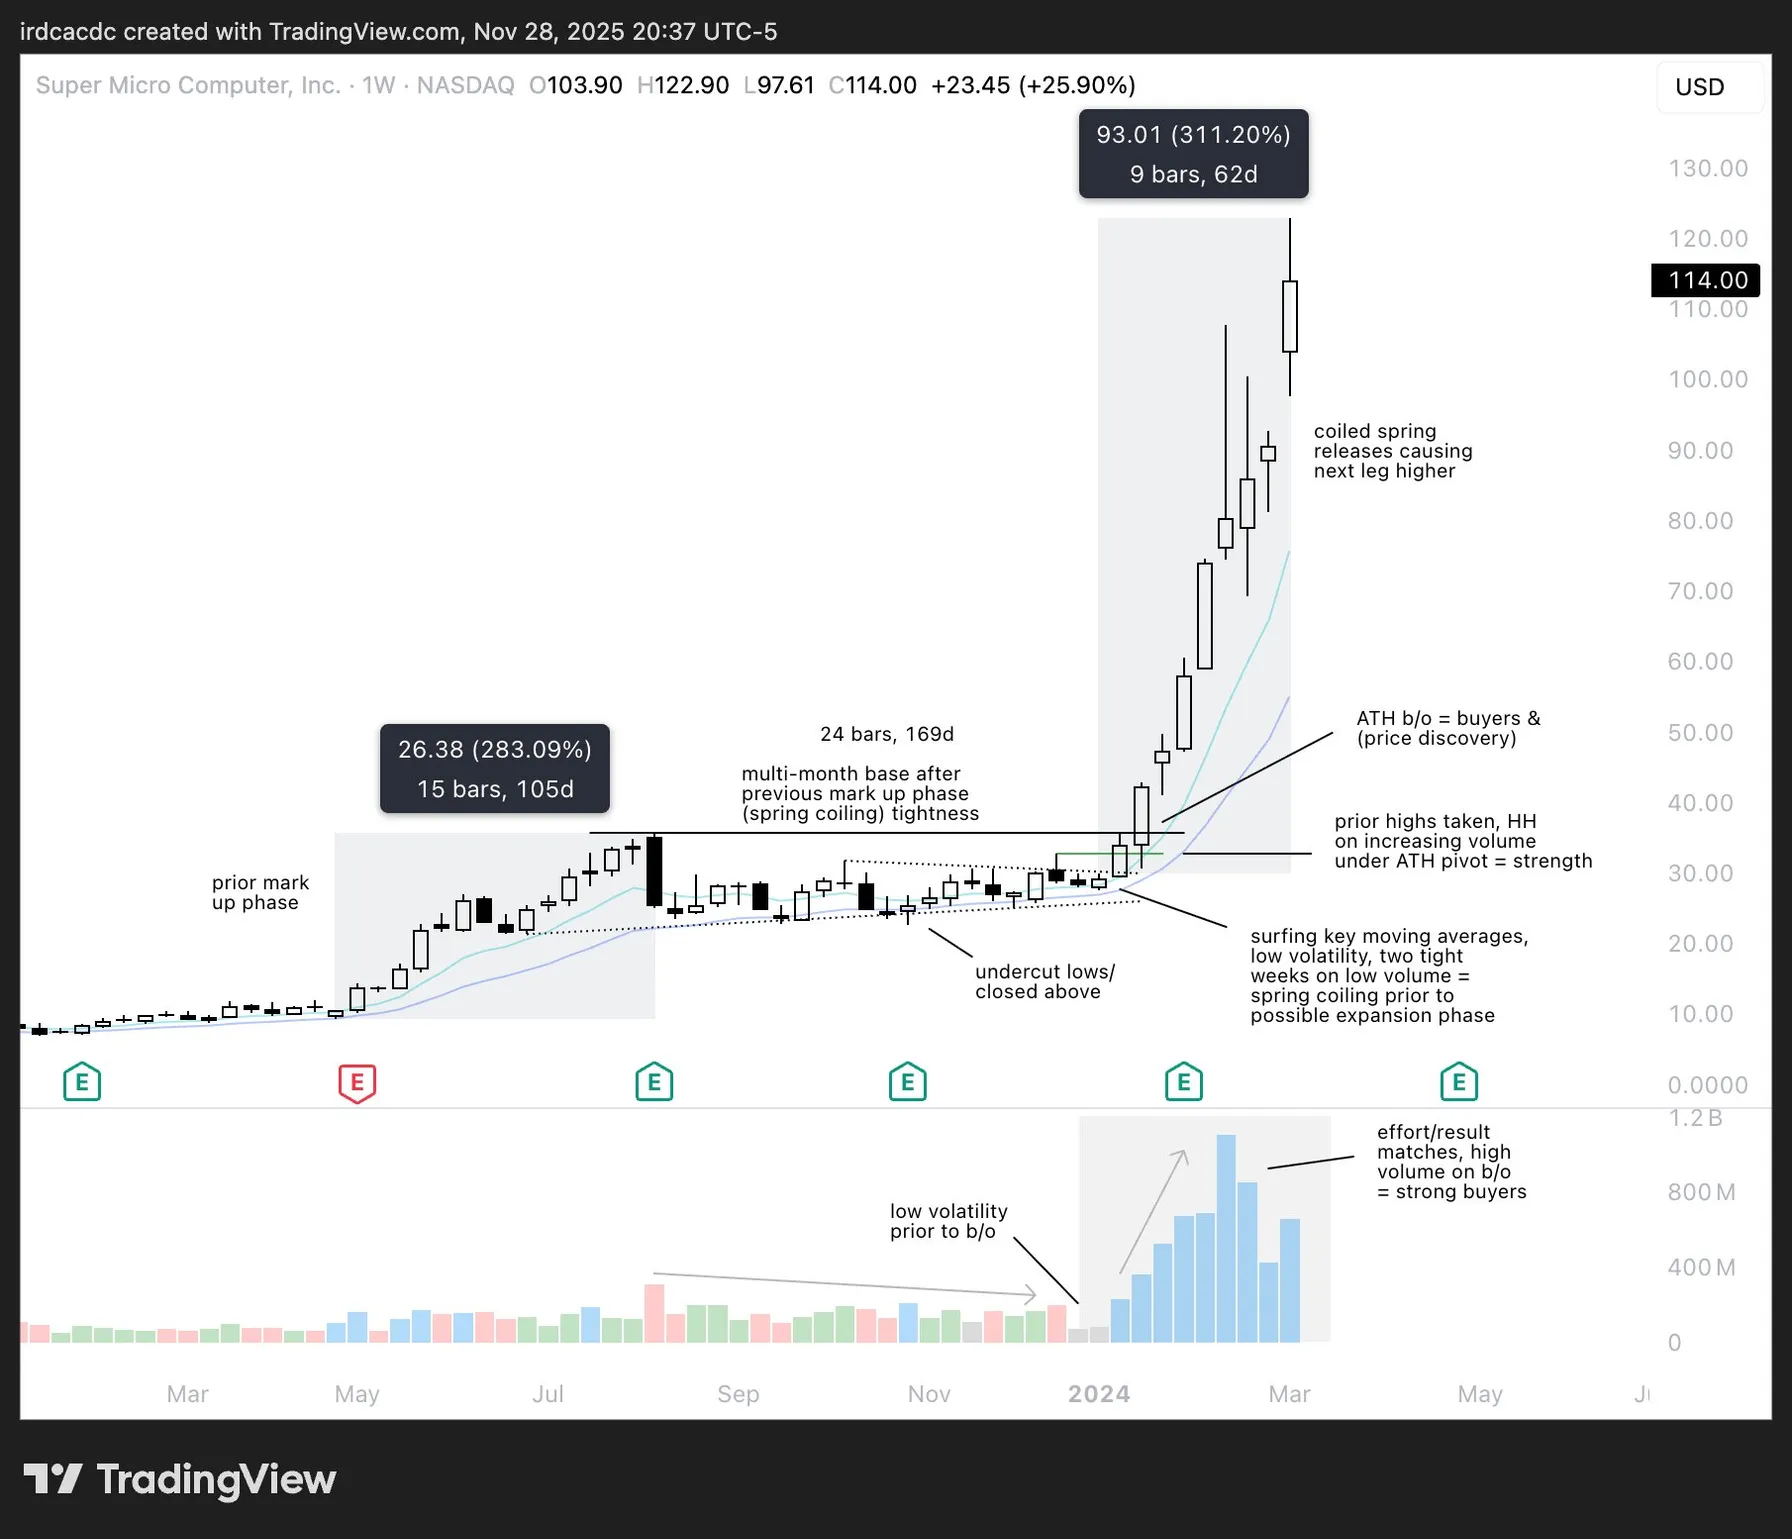 irdcacdc created with TradingView.com, Nov 28, 2025 20:37 UTC-5
Super Micro Computer, Inc. · 1W · NASDAQ O103.90 H122.90 L97.61 C114.00 +23.45 (+25.90%)
USD
93.01 (311.20%)
9 bars, 62d
130.00
120.00
114.00
110.00
100.00
coiled spring
releases causing
next leg higher
90.00
80.00
70.00
60.00
ATH b/o = buyers &
(price discovery)
50.00
26.38 (283.09%)
15 bars, 105d
24 bars, 169d
multi-month base after
previous mark up phase
(spring coiling) tightness
40.00
prior highs taken, HH
on increasing volume
under ATH pivot = strength
30.00
prior mark
up phase
20.00
surfing key moving averages,
low volatility, two tight
weeks on low volume =
spring coiling prior to
possible expansion phase
undercut lows/
closed above
10.00
E
E
E
E
E
E
0.0000
1.2 B
effort/result
matches, high
volume on b/o
= strong buyers
800 M
low volatility
prior to b/o
400 M
0
Mar
May
Jul
Sep
Nov
2024
Mar
May
TradingView